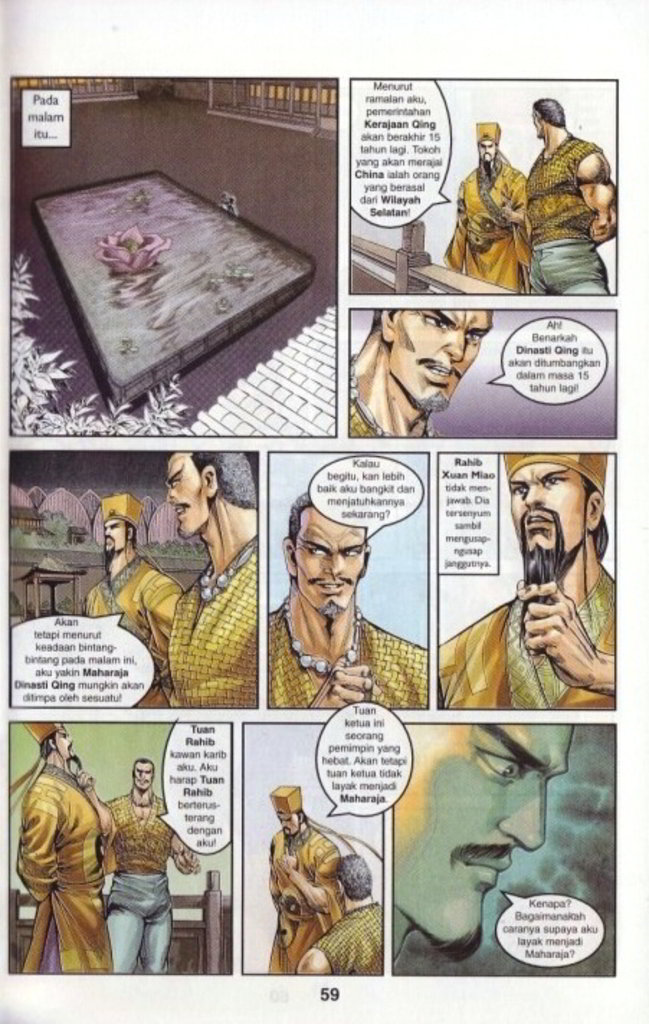 Pada
malam
itu...
Menurut
ramalan aku,
pemerintahan
Kerajaan Qing
akan berakhir 15
tahun lagi. Tokoh
yang akan merajai
China ialah orang
yang berasal
dari Wilayah
Selatan!
Ah!
Benarkah
Dinasti Qing itu
akan ditumbangkan
dalam masa 15
tahun lagi!
Akan
tetapi menurut
keadaan bintang-
bintang pada malam ini,
aku yakin Maharaja
Dinasti Qing mungkin akan
ditimpa oleh sesuatu!
Kalau
begitu, kan lebih
baik aku bangkit dan
menjatuhkannya
sekarang?
Rahib
Xuan Miao
tidak men-
jawab. Dia
tersenyum
sambil
mengusap-
ngusap
janggutnya.
Tuan
Rahib
kawan karib
aku. Aku
harap Tuan
Rahib
berterus-
terang
dengan
aku!
Tuan
ketua ini
seorang
pemimpin yang
hebat. Akan tetapi
tuan ketua tidak
layak menjadi
Maharaja.
Kenapa?
Bagaimanakah
caranya supaya aku
layak menjadi
Maharaja?
59